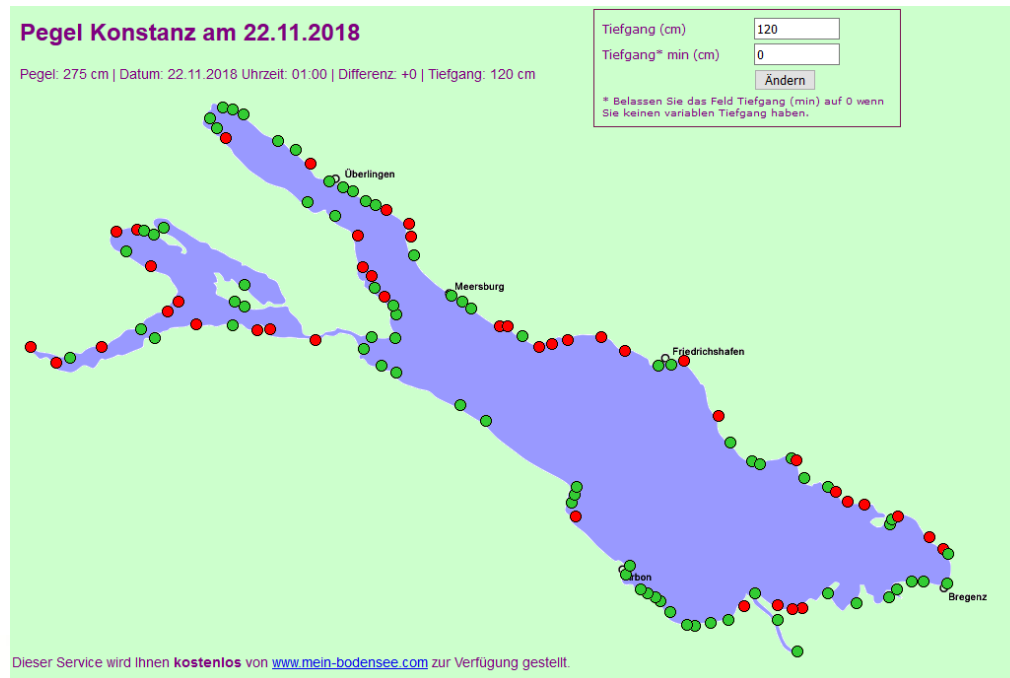 Pegel Konstanz am 22.11.2018
Pegel: 275 cm | Datum: 22.11.2018 Uhrzeit: 01:00 | Differenz: +0 | Tiefgang: 120 cm
Tiefgang (cm) 120
Tiefgang* min (cm) 0
Ändern
* Belassen Sie das Feld Tiefgang (min) auf 0 wenn
Sie keinen variablen Tiefgang haben.
Überlingen
Meersburg
Friedrichshafen
rbon
Bregenz
Dieser Service wird Ihnen kostenlos von www.mein-bodensee.com zur Verfügung gestellt.